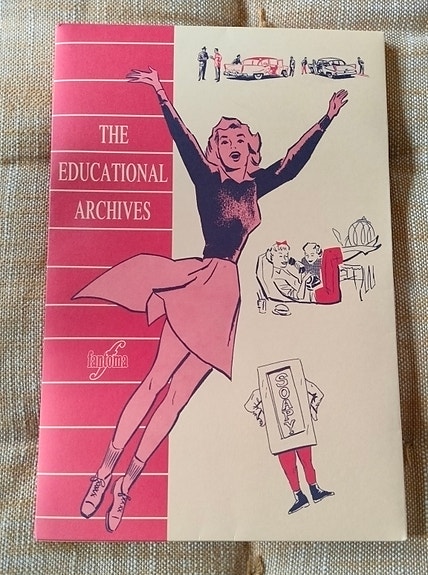 THE
EDUCATIONAL
ARCHIVES
fantoma
SOAPY